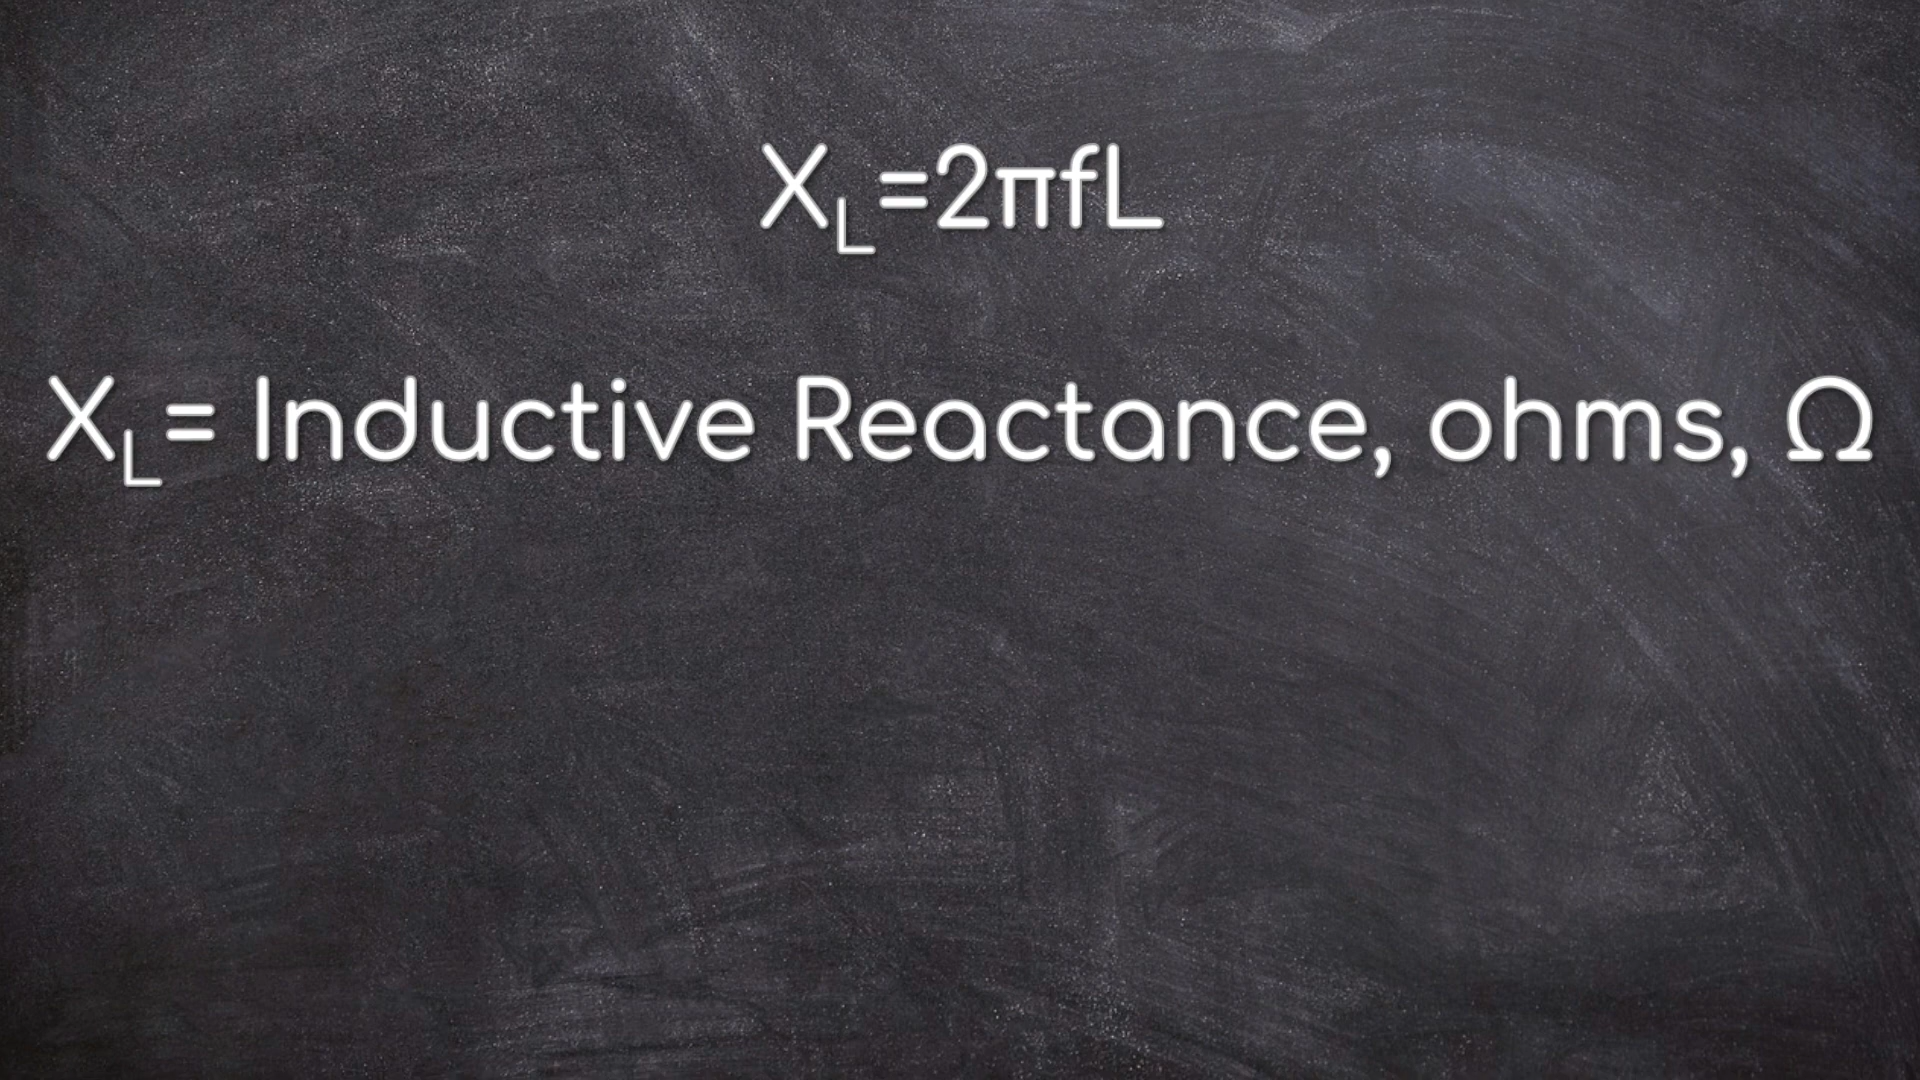 X_L=2πfL
X_L= Inductive Reactance, ohms, Ω